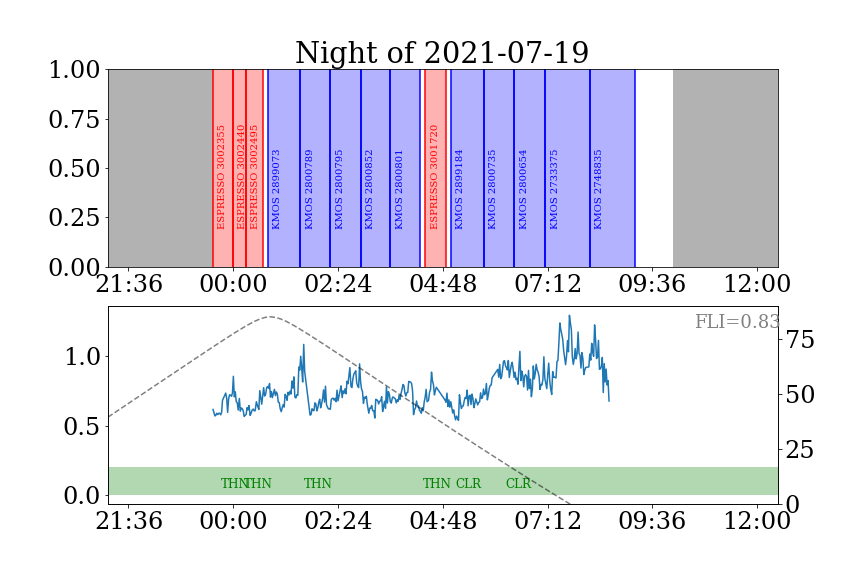 Night of 2021-07-19
1.00
0.75
0.50
0.25
0.00
ESPRESSO 3002355
ESPRESSO 3002440
ESPRESSO 3002495
KMOS 2899073
KMOS 2800789
KMOS 2800795
KMOS 2800852
KMOS 2800801
ESPRESSO 3001720
KMOS 2899184
KMOS 2800735
KMOS 2800654
KMOS 2733375
KMOS 2748835
21:36 00:00 02:24 04:48 07:12 09:36 12:00
FLI=0.83
1.0
0.5
0.0
75
50
25
0
THN THN THN THN CLR CLR
21:36 00:00 02:24 04:48 07:12 09:36 12:00